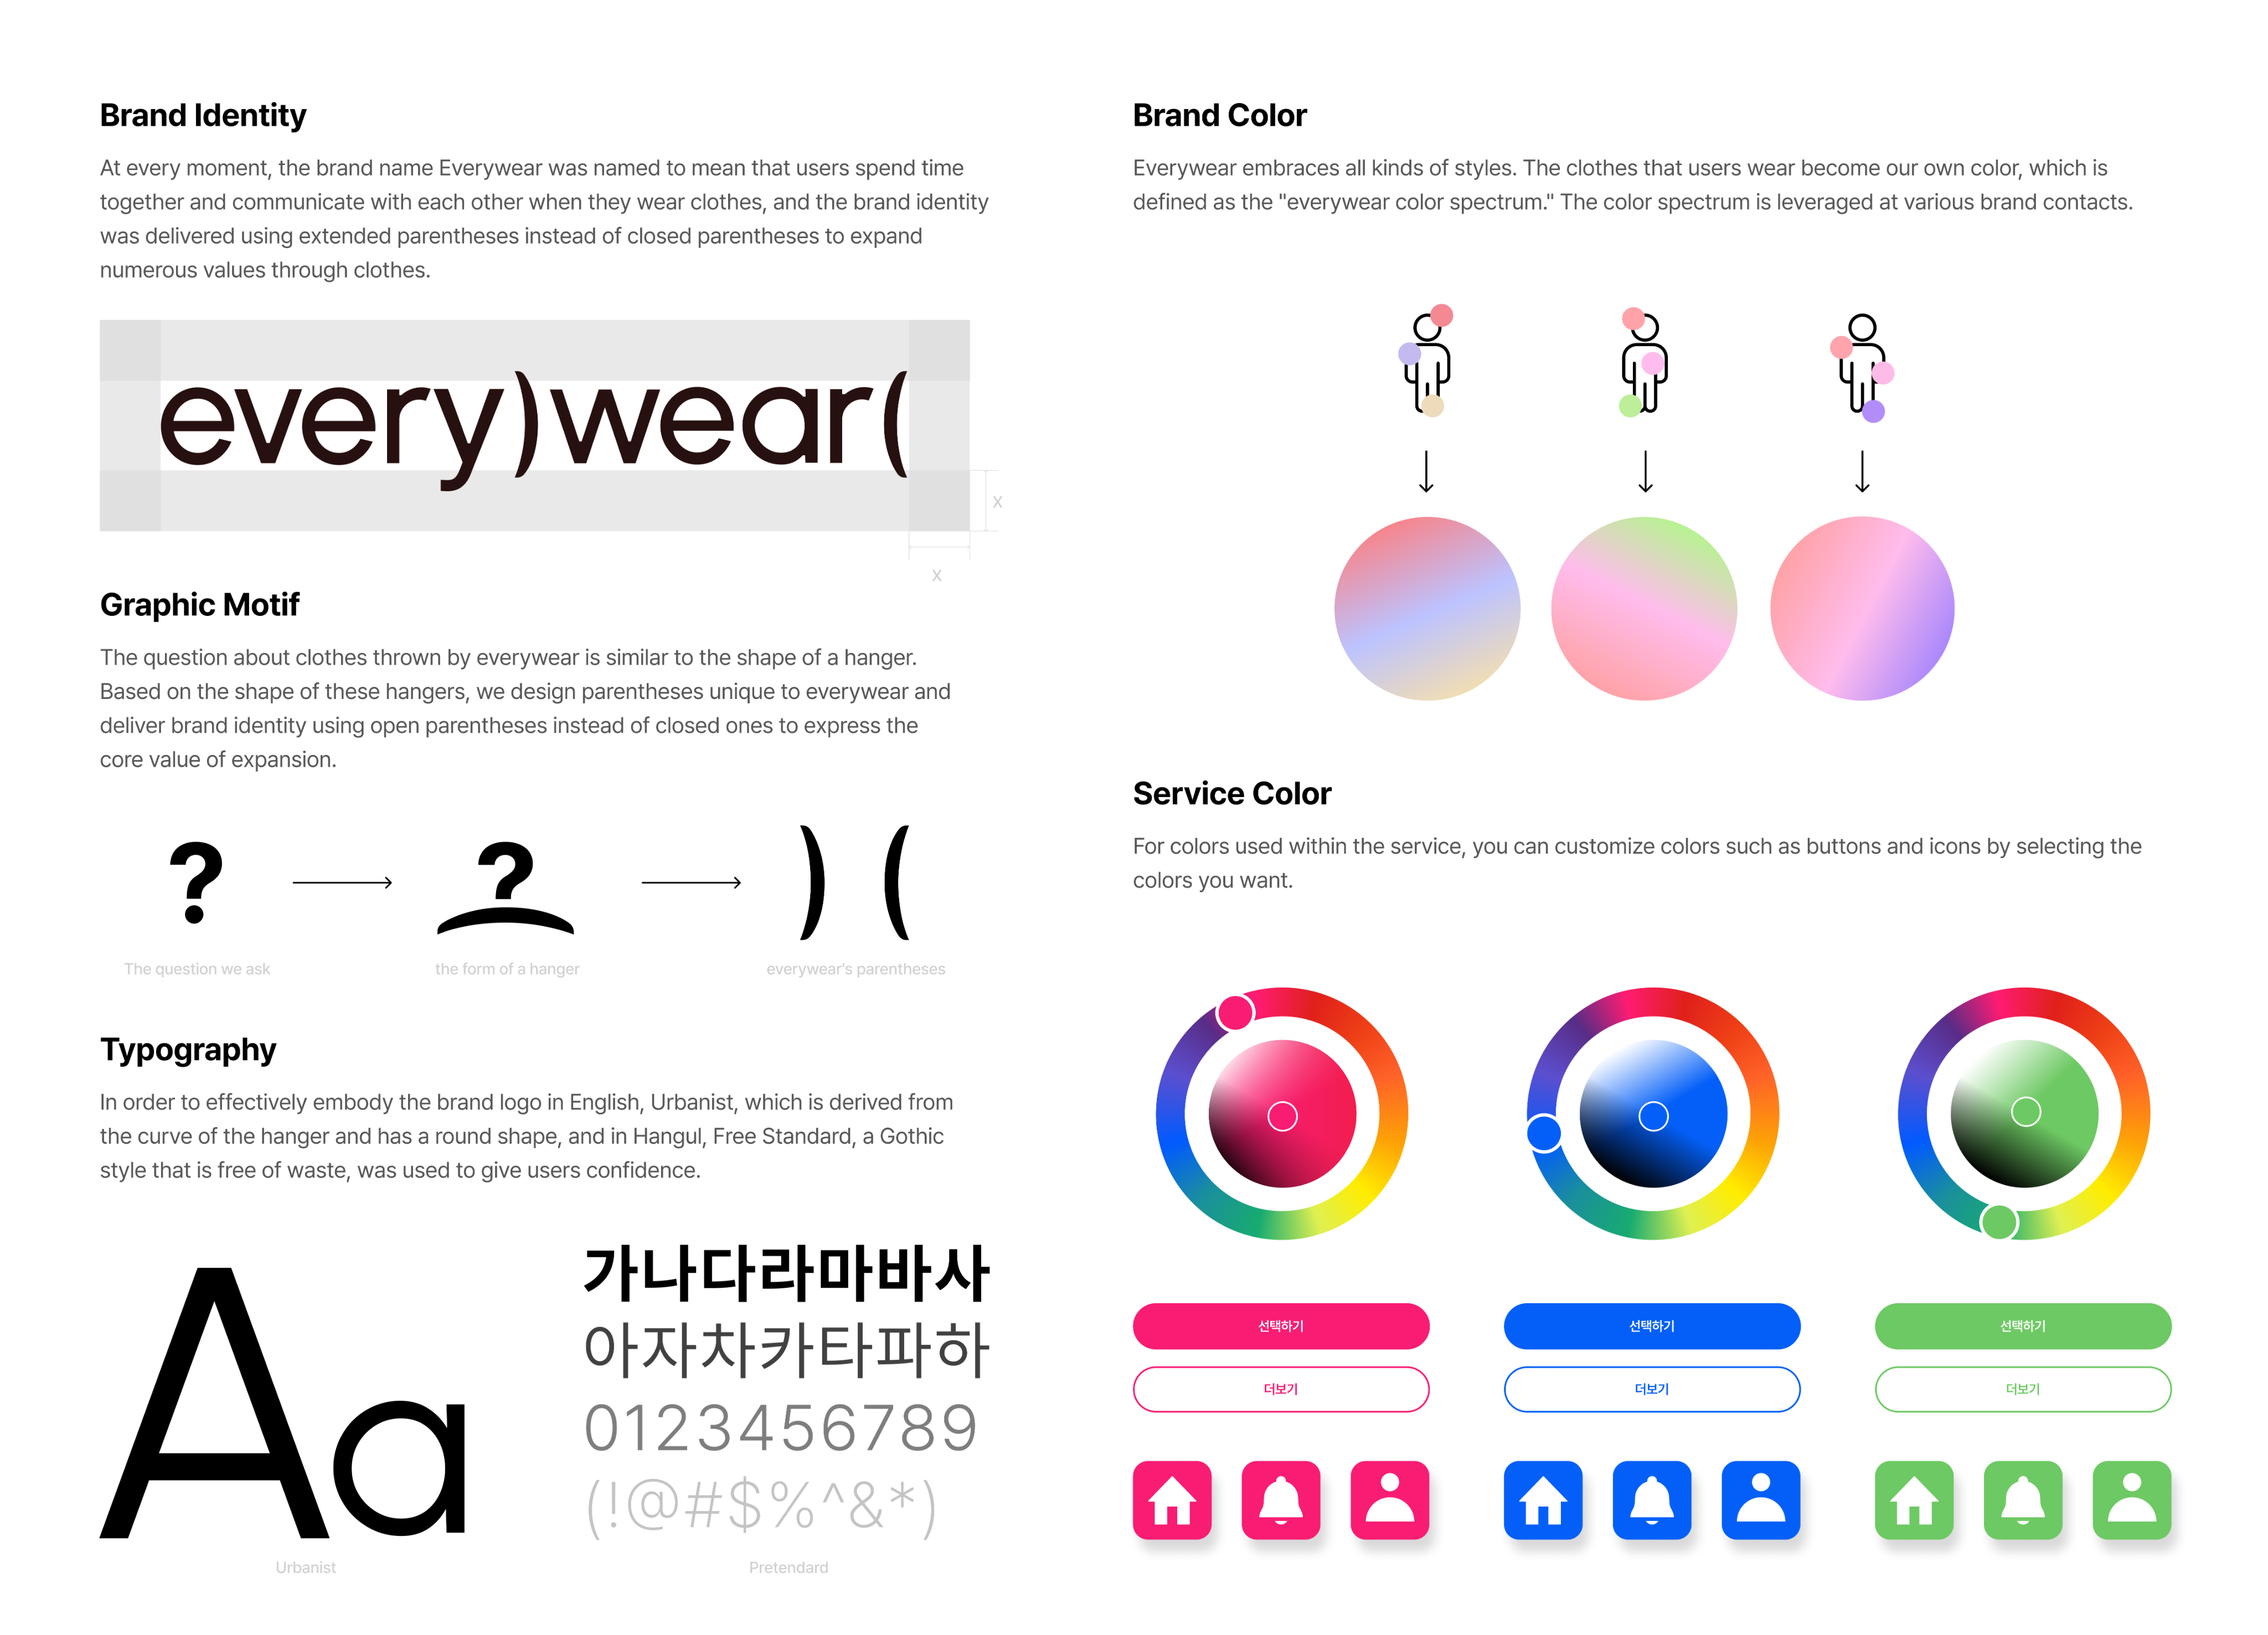 Brand Identity
At every moment, the brand name Everywear was named to mean that users spend time
together and communicate with each other when they wear clothes, and the brand identity
was delivered using extended parentheses instead of closed parentheses to expand
numerous values through clothes.
every)wear(
X
X
Graphic Motif
The question about clothes thrown by everywear is similar to the shape of a hanger.
Based on the shape of these hangers, we design parentheses unique to everywear and
deliver brand identity using open parentheses instead of closed ones to express the
core value of expansion.
?
?
) (
The question we ask
the form of a hanger
everywear's parentheses
Typography
In order to effectively embody the brand logo in English, Urbanist, which is derived from
the curve of the hanger and has a round shape, and in Hangul, Free Standard, a Gothic
style that is free of waste, was used to give users confidence.
Aa
Urbanist
가나다라마바사
아자차카타파하
0123456789
(!@#$%^&*)
Pretendard
Brand Color
Everywear embraces all kinds of styles. The clothes that users wear become our own color, which is
defined as the "everywear color spectrum." The color spectrum is leveraged at various brand contacts.
Service Color
For colors used within the service, you can customize colors such as buttons and icons by selecting the
colors you want.
선택하기
선택하기
선택하기
더보기
더보기
더보기